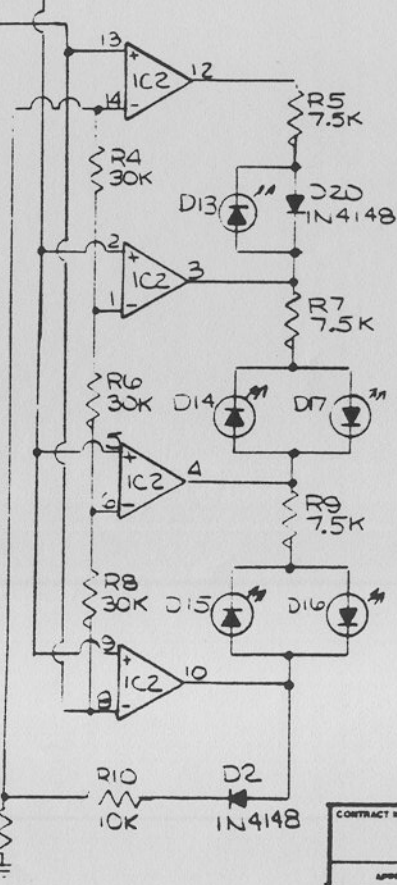 13
+
IC2
12
14
-
R5
7.5K
R4
30K
D13
D20
1N4148
2
+
IC2
3
1
-
R7
7.5K
R6
30K
D14
D17
5
+
IC2
4
6
-
R9
7.5K
R8
30K
D15
D16
9
+
IC2
10
8
-
R10
10K
D2
1N4148
CONTRACT